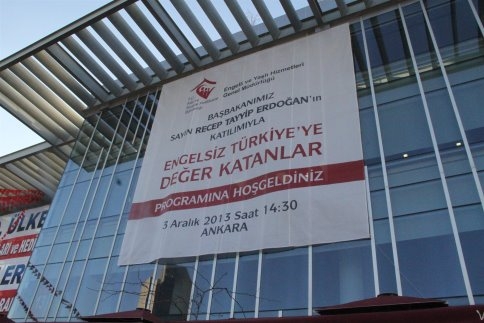 Engelli ve Yaşlı Hizmetleri
Genel Müdürlüğü
BAŞBAKANIMIZ
SAYIN RECEP TAYYİP ERDOĞAN'ın
KATILIMIYLA
ENGELSİZ TÜRKİYE'YE
DEĞER KATANLAR
PROGRAMINA HOŞGELDİNİZ
3 Aralık 2013 Saat 14:30
ANKARA